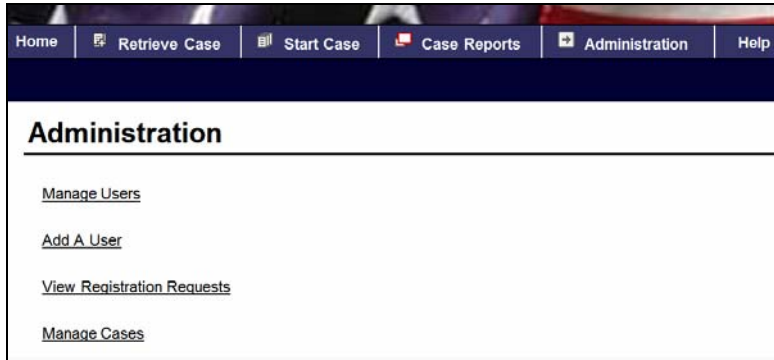 Home Retrieve Case Start Case Case Reports Administration Help
Administration
Manage Users
Add A User
View Registration Requests
Manage Cases